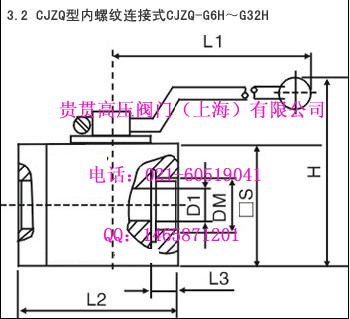 3.2 CJZQ型内螺纹连接式CJZQ-G6H～G32H
L1
贵贯高压阀门（上海）有限公司
H
电话：021-60519041
D1
DM
□S
QQ：1463871201
L3
L2